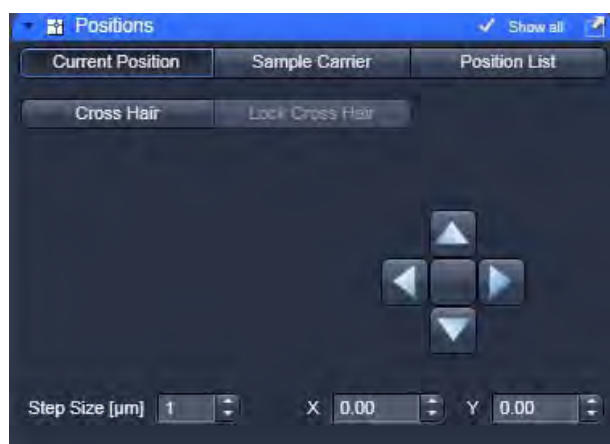 Positions Show all
Current Position Sample Carrier Position List
Cross Hair Lock Cross Hair
Step Size [µm] 1 X 0.00 Y 0.00